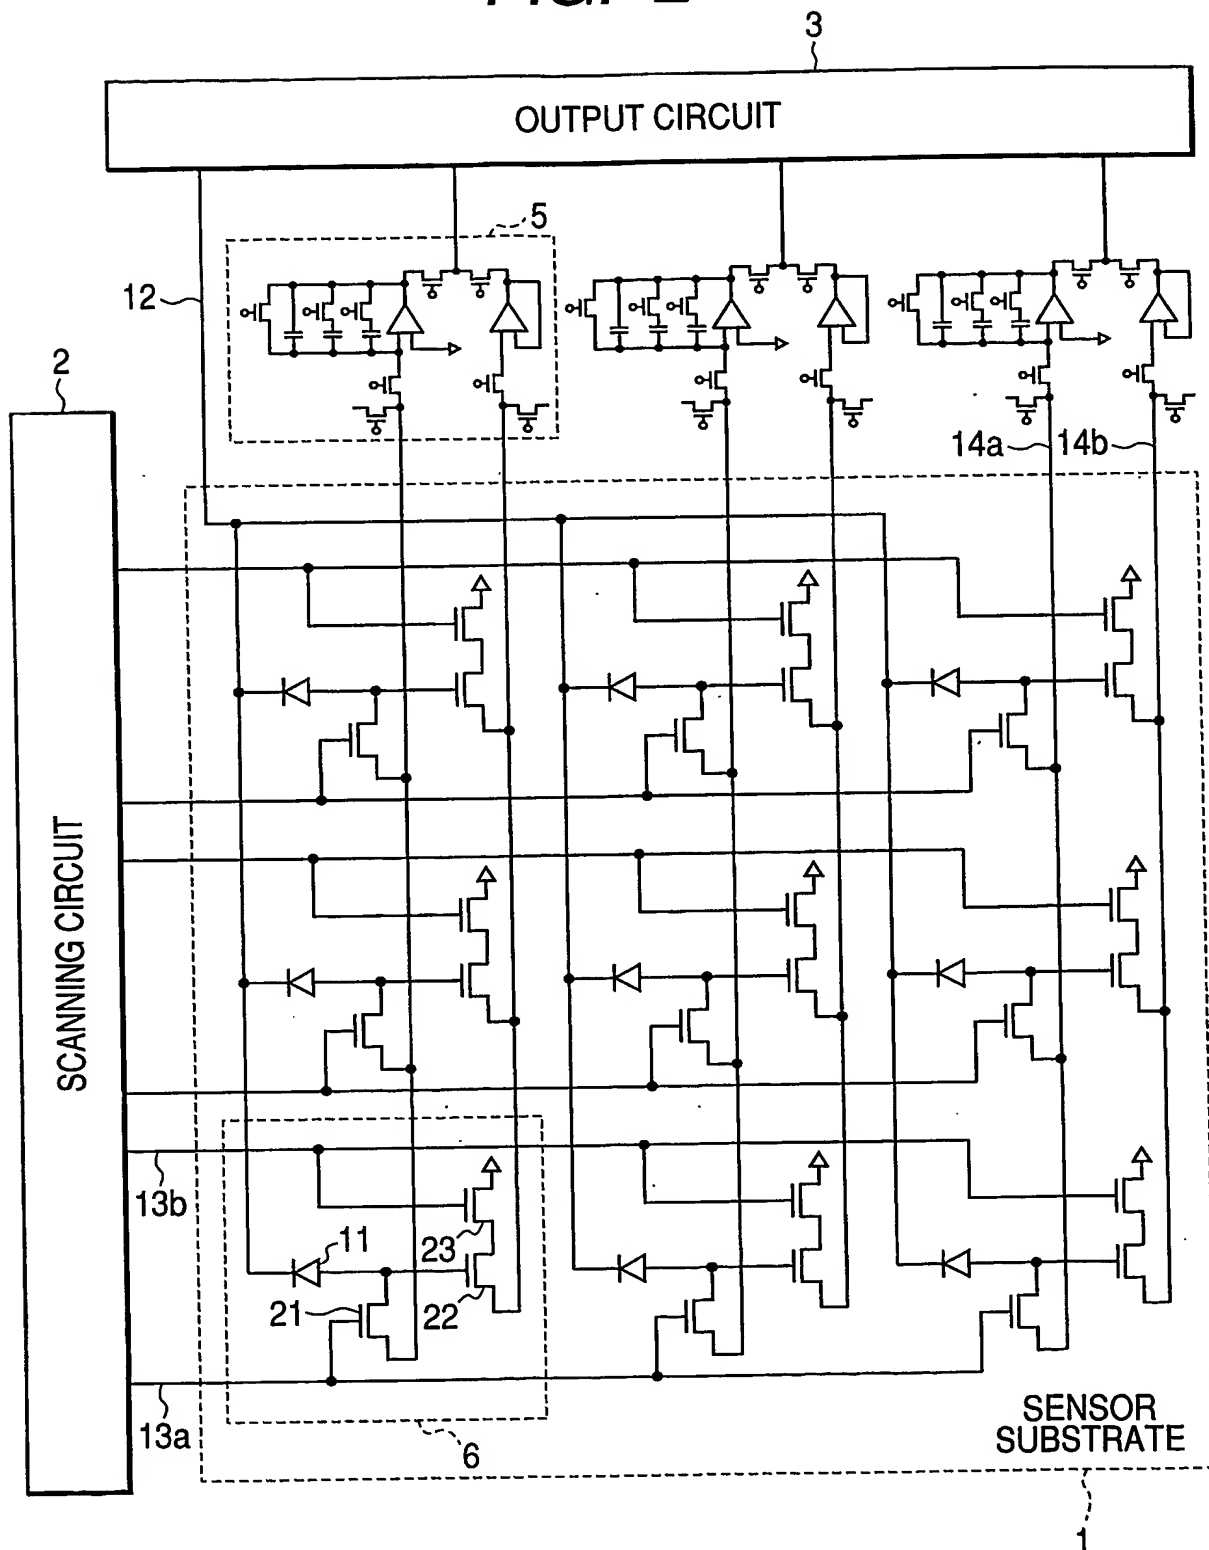 3
OUTPUT CIRCUIT
5
12
2
14a
14b
SCANNING CIRCUIT
13b
11
23
21
22
13a
6
SENSOR
SUBSTRATE
1